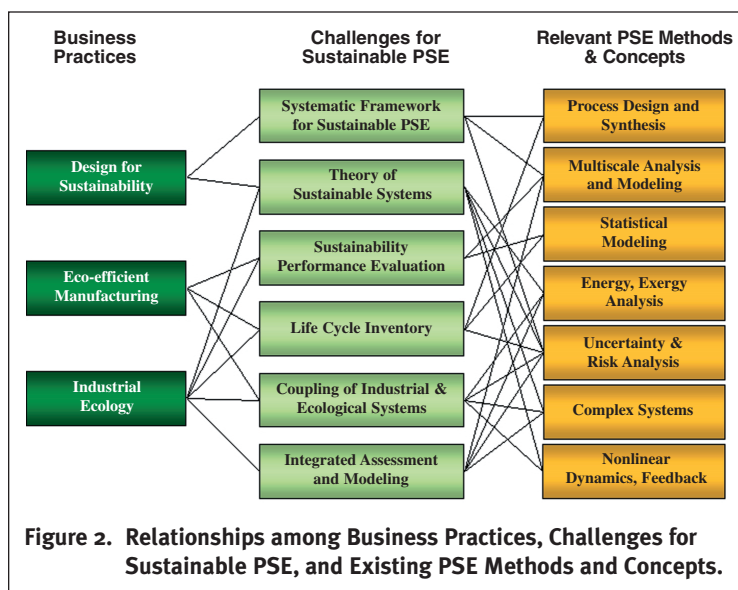 Business
Practices
Challenges for
Sustainable PSE
Relevant PSE Methods
& Concepts
Design for
Sustainability
Eco-efficient
Manufacturing
Industrial
Ecology
Systematic Framework
for Sustainable PSE
Theory of
Sustainable Systems
Sustainability
Performance Evaluation
Life Cycle Inventory
Coupling of Industrial &
Ecological Systems
Integrated Assessment
and Modeling
Process Design and
Synthesis
Multiscale Analysis
and Modeling
Statistical
Modeling
Energy, Exergy
Analysis
Uncertainty &
Risk Analysis
Complex Systems
Nonlinear
Dynamics, Feedback
Figure 2. Relationships among Business Practices, Challenges for
Sustainable PSE, and Existing PSE Methods and Concepts.